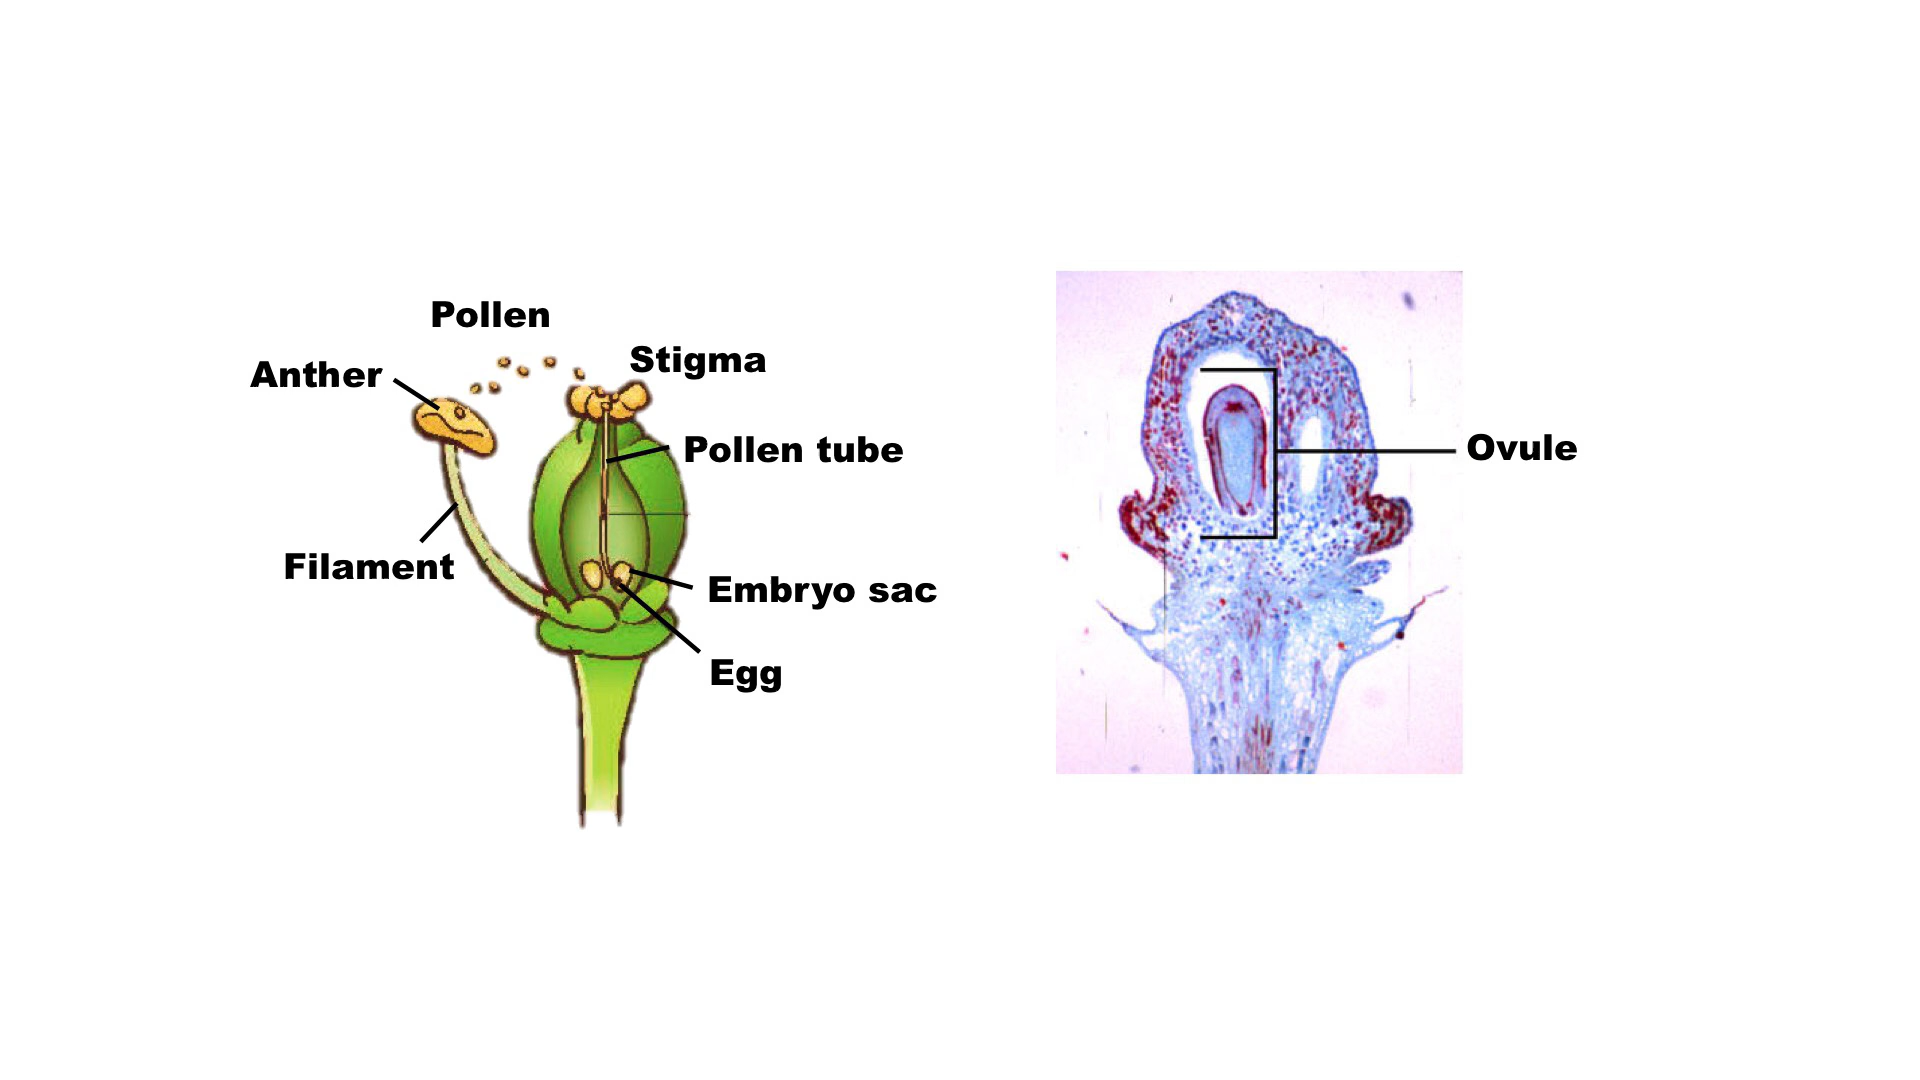 Pollen
Stigma
Anther
Pollen tube
Filament
Embryo sac
Egg
Ovule